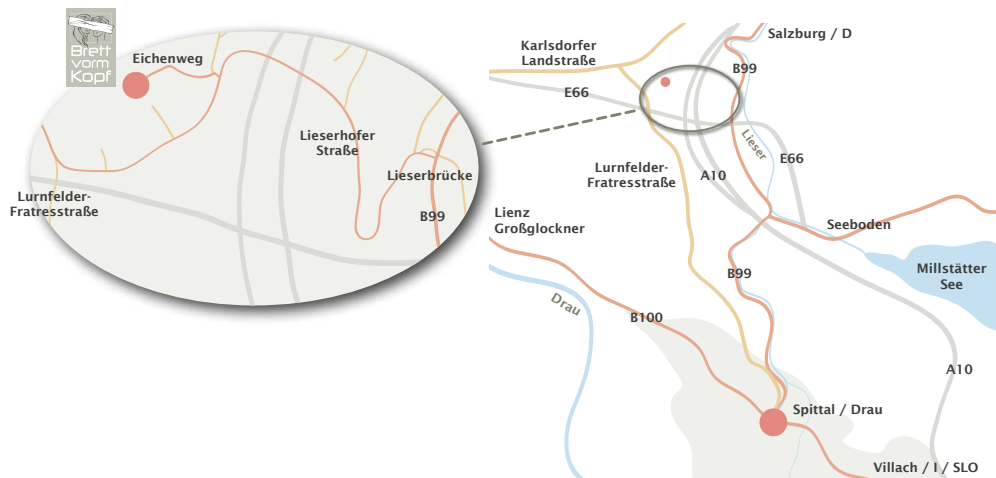 Brett
vorm
Kopf
Eichenweg
Lieserhofer
Straße
Lieserbrücke
Lurnfelder-
Fratresstraße
B99
Karlsdorfer
Landstraße
Salzburg / D
B99
E66
Lieser
E66
Lurnfelder-
Fratresstraße
A10
Lienz
Großglockner
Seeboden
Millstätter
See
B99
Drau
B100
A10
Spittal / Drau
Villach / I / SLO